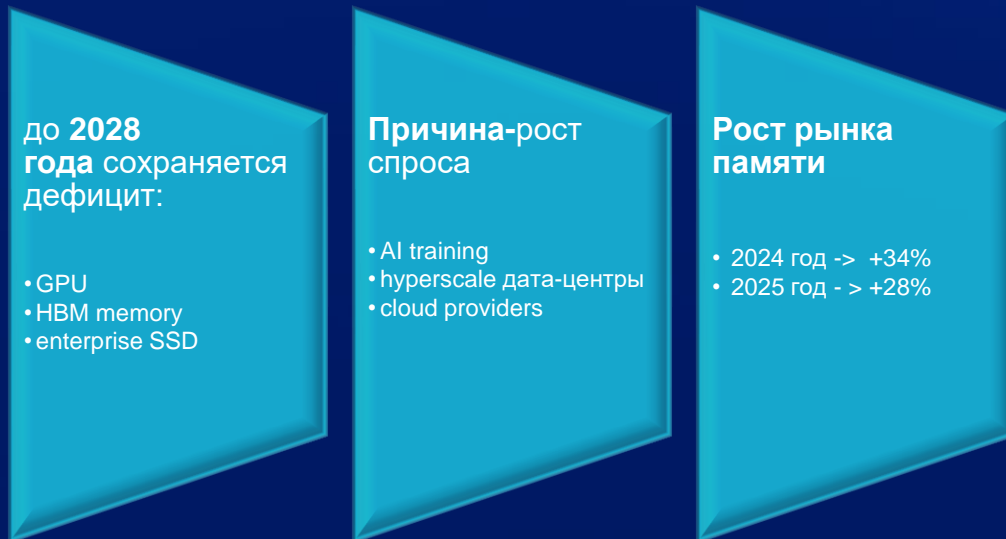 до 2028
года сохраняется
дефицит:
• GPU
• HBM memory
• enterprise SSD
Причина-рост
спроса
• AI training
• hyperscale дата-центры
• cloud providers
Рост рынка
памяти
• 2024 год -> +34%
• 2025 год - > +28%